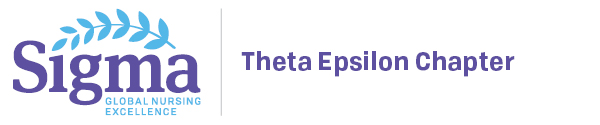 Sigma
GLOBAL NURSING
EXCELLENCE
Theta Epsilon Chapter